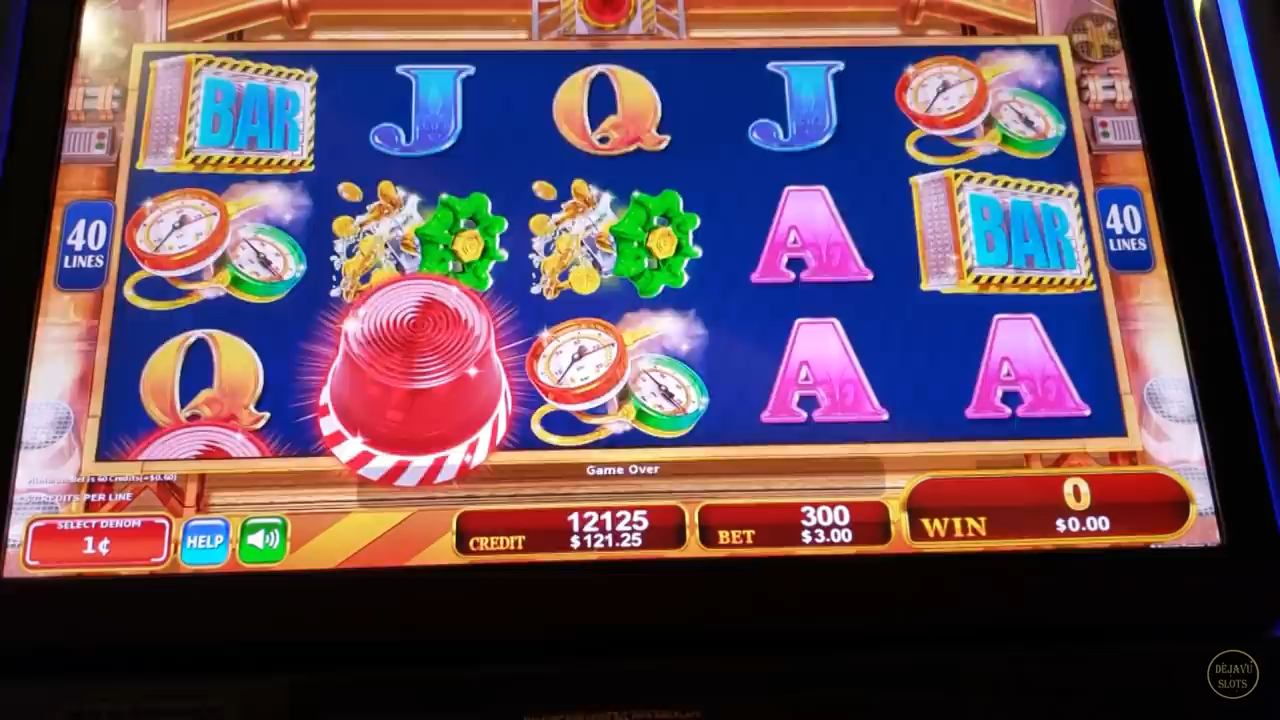 BAR
J
Q
J
40
LINES
A
BAR
40
LINES
Q
A
A
Game Over
CREDITS PER LINE
SELECT DENOM
1¢
HELP
CREDIT
12125
$121.25
BET
300
$3.00
WIN
0
$0.00
DÉJAVÚ
SLOTS